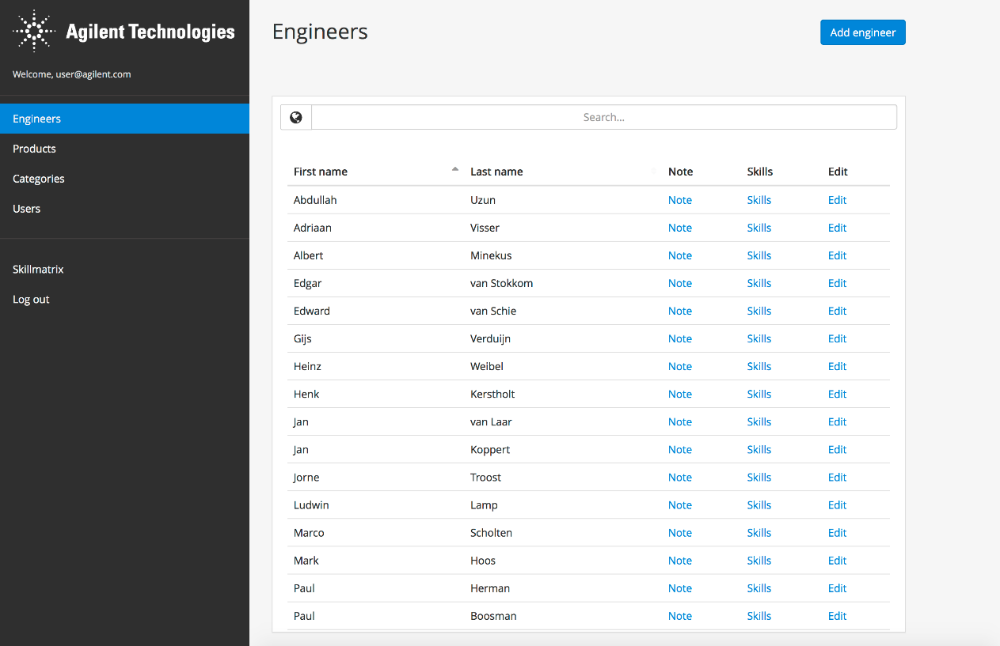 Agilent Technologies
Welcome, user@agilent.com
Engineers
Products
Categories
Users
Skillmatrix
Log out
Engineers
Add engineer
Search...
First name Last name Note Skills Edit
Abdullah Uzun Note Skills Edit
Adriaan Visser Note Skills Edit
Albert Minekus Note Skills Edit
Edgar van Stokkom Note Skills Edit
Edward van Schie Note Skills Edit
Gijs Verduijn Note Skills Edit
Heinz Weibel Note Skills Edit
Henk Kerstholt Note Skills Edit
Jan van Laar Note Skills Edit
Jan Koppert Note Skills Edit
Jorne Troost Note Skills Edit
Ludwin Lamp Note Skills Edit
Marco Scholten Note Skills Edit
Mark Hoos Note Skills Edit
Paul Herman Note Skills Edit
Paul Boosman Note Skills Edit